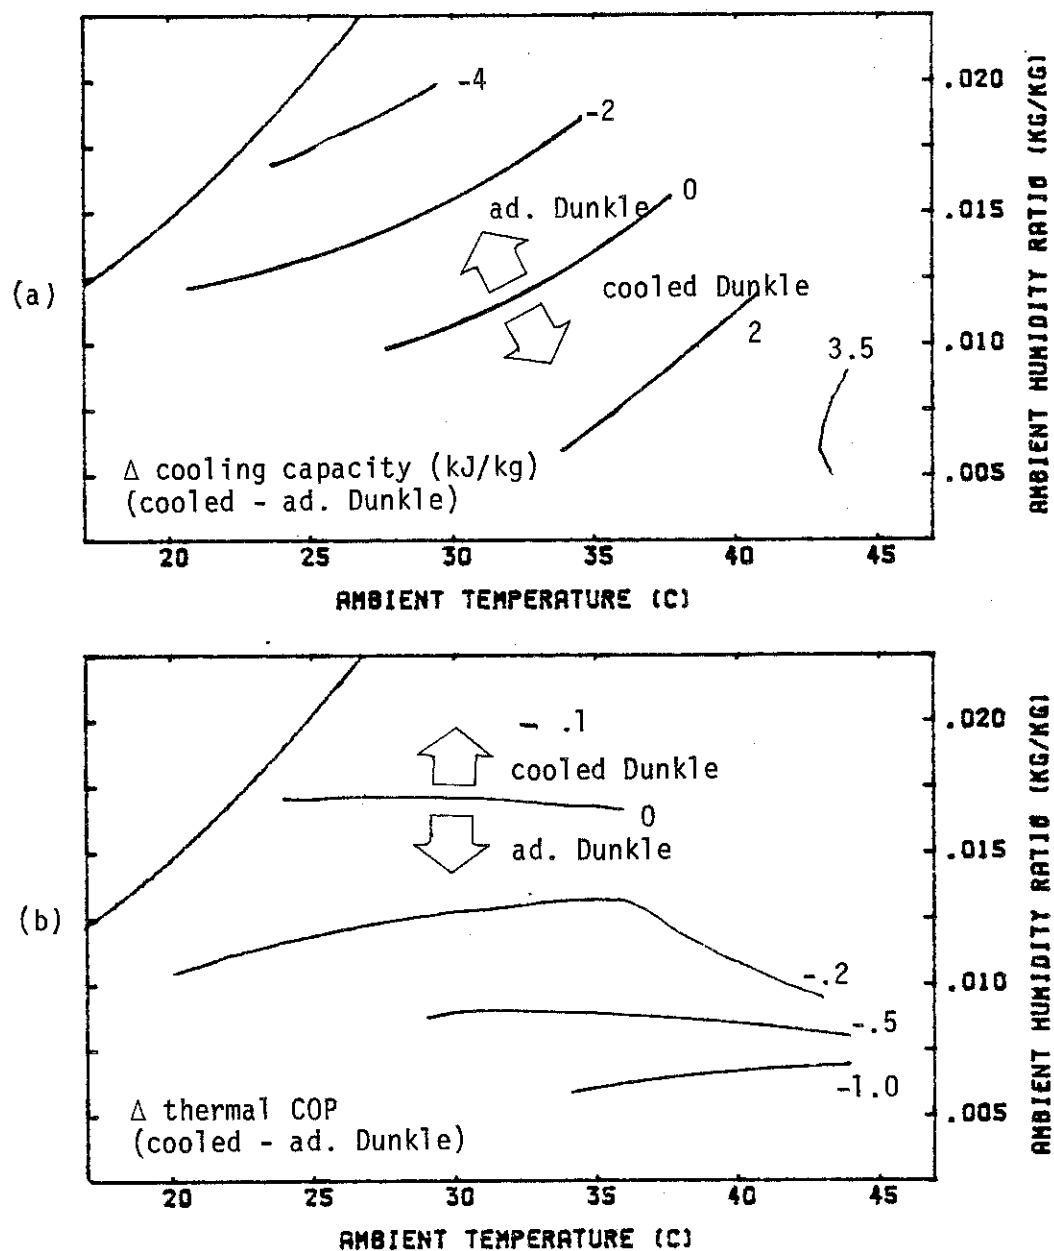 -4
-2
0
ad. Dunkle
cooled Dunkle
2
3.5
(a)
Δ cooling capacity (kJ/kg)
(cooled - ad. Dunkle)
.020
.015
.010
.005
AMBIENT HUMIDITY RATIO (KG/KG)
20 25 30 35 40 45
AMBIENT TEMPERATURE (C)
.1
cooled Dunkle
0
ad. Dunkle
(b)
-.2
-.5
-1.0
Δ thermal COP
(cooled - ad. Dunkle)
.020
.015
.010
.005
AMBIENT HUMIDITY RATIO (KG/KG)
20 25 30 35 40 45
AMBIENT TEMPERATURE (C)